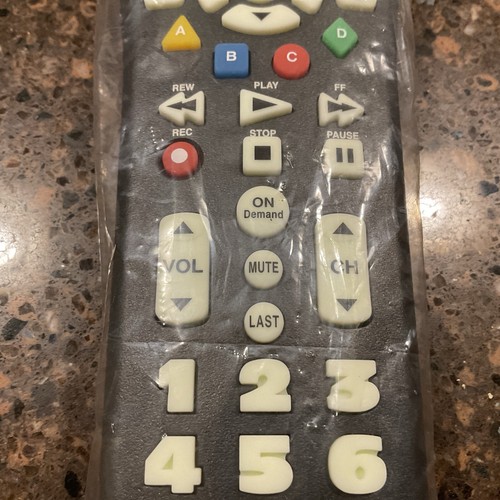 A
D
B
C
REW
PLAY
FF
REC
STOP
PAUSE
ON
Demand
VOL
MUTE
CH
LAST
1 2 3
4 5 6